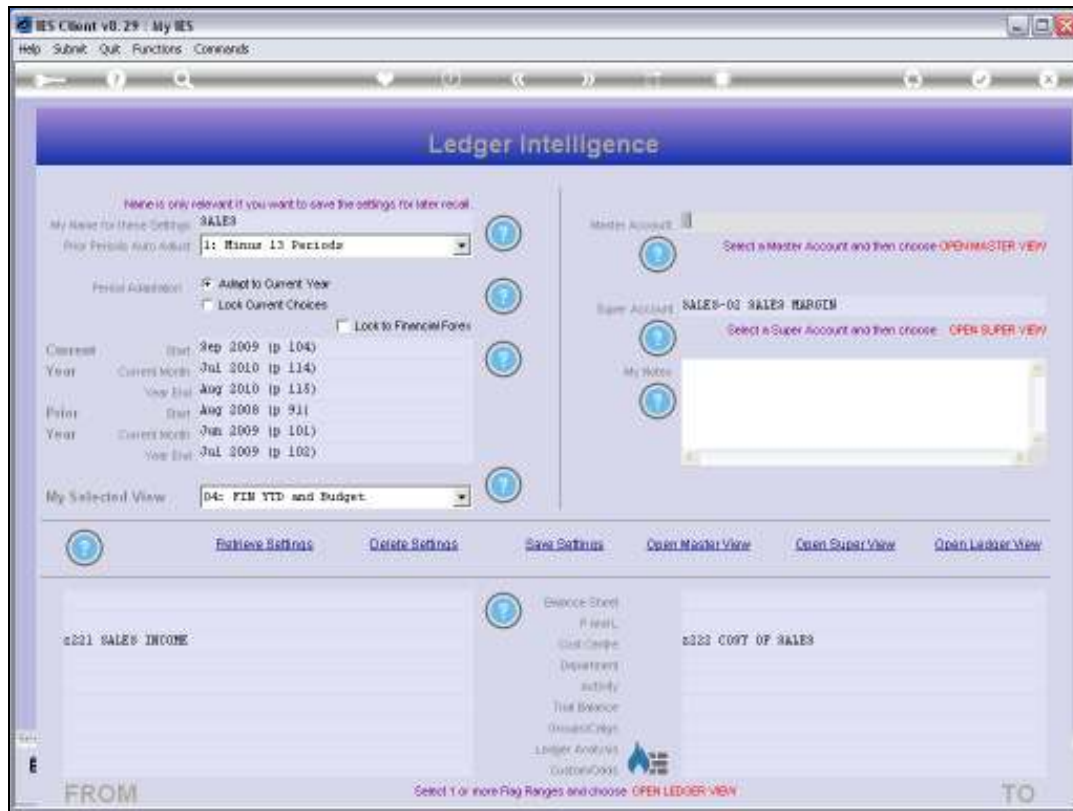 IES Client v8.29 : My IES
Help Submit Quit Functions Commands
Ledger Intelligence
Name is only relevant if you want to save the settings for later recall.
My Name for these Settings SALES
Prior Periods Auto Adjust 1: Minus 13 Periods
Period Adaptation Adapt to Current Year
Lock Current Choices
Lock to Financial Forex
Current Start Sep 2009 (p 104)
Year Current Month Jul 2010 (p 114)
Year End Aug 2010 (p 115)
Prior Start Aug 2008 (p 91)
Year Current Month Jun 2009 (p 101)
Year End Jul 2009 (p 102)
My Selected View 04: FIN YTD and Budget
Master Account
Select a Master Account and then choose OPEN MASTER VIEW
Super Account SALES-02 SALES MARGIN
Select a Super Account and then choose OPEN SUPER VIEW
My Notes
Retrieve Settings Delete Settings Save Settings Open Master View Open Super View Open Ledger View
Balance Sheet
P and L
z221 SALES INCOME Cost Centre z222 COST OF SALES
Department
Activity
Trial Balance
Ledger Analysis
FROM Select 1 or more Flag Ranges and choose OPEN LEDGER VIEW TO